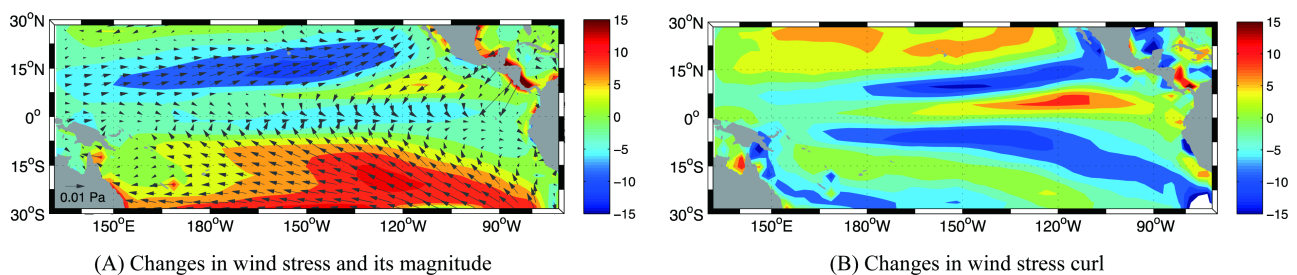 30°N
15°N
0°
15°S
30°S
0.01 Pa
150°E
180°W
150°W
120°W
90°W
15
10
5
0
−5
−10
−15
(A) Changes in wind stress and its magnitude
30°N
15°N
0°
15°S
30°S
150°E
180°W
150°W
120°W
90°W
15
10
5
0
−5
−10
−15
(B) Changes in wind stress curl